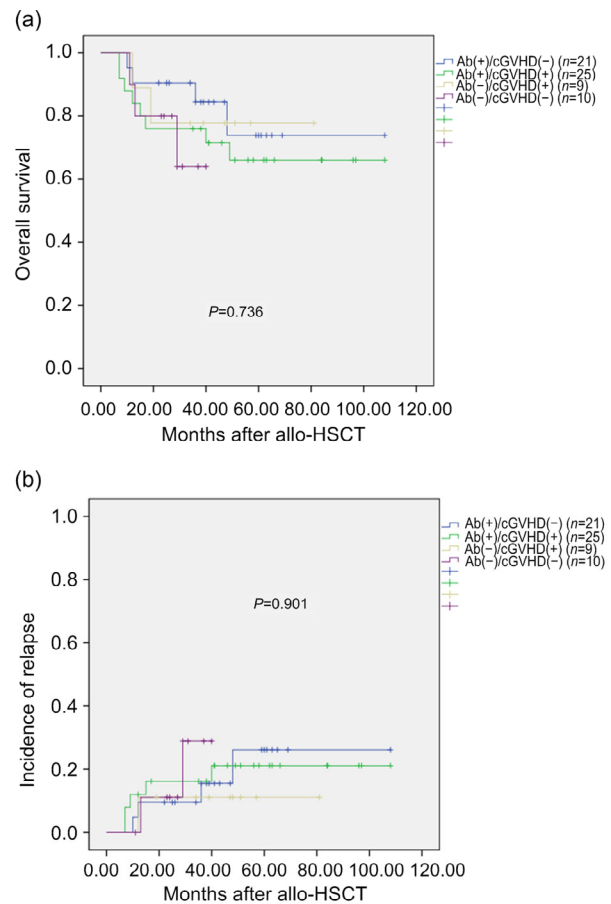 (a)
1.0
0.8
0.6
0.4
0.2
0.0
Overall survival
P=0.736
0.00 20.00 40.00 60.00 80.00 100.00 120.00
Months after allo-HSCT
Ab(+)/cGVHD(−) (n=21)
Ab(+)/cGVHD(+) (n=25)
Ab(−)/cGVHD(+) (n=9)
Ab(−)/cGVHD(−) (n=10)
(b)
1.0
0.8
0.6
0.4
0.2
0.0
Incidence of relapse
P=0.901
0.00 20.00 40.00 60.00 80.00 100.00 120.00
Months after allo-HSCT
Ab(+)/cGVHD(−) (n=21)
Ab(+)/cGVHD(+) (n=25)
Ab(−)/cGVHD(+) (n=9)
Ab(−)/cGVHD(−) (n=10)